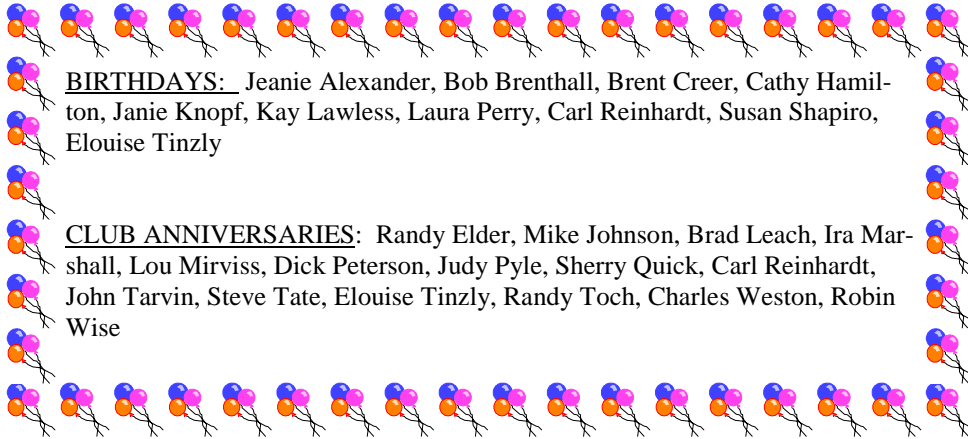 BIRTHDAYS:  Jeanie Alexander, Bob Brenthall, Brent Creer, Cathy Hamil-
ton, Janie Knopf, Kay Lawless, Laura Perry, Carl Reinhardt, Susan Shapiro,
Elouise Tinzly
CLUB ANNIVERSARIES:  Randy Elder, Mike Johnson, Brad Leach, Ira Mar-
shall, Lou Mirviss, Dick Peterson, Judy Pyle, Sherry Quick, Carl Reinhardt,
John Tarvin, Steve Tate, Elouise Tinzly, Randy Toch, Charles Weston, Robin
Wise